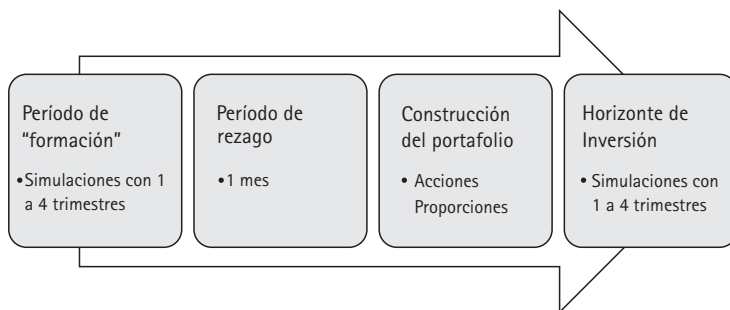 Período de
“formación”
•Simulaciones con 1
a 4 trimestres
Período de
rezago
•1 mes
Construcción
del portafolio
• Acciones
Proporciones
Horizonte de
Inversión
• Simulaciones con
1 a 4 trimestres